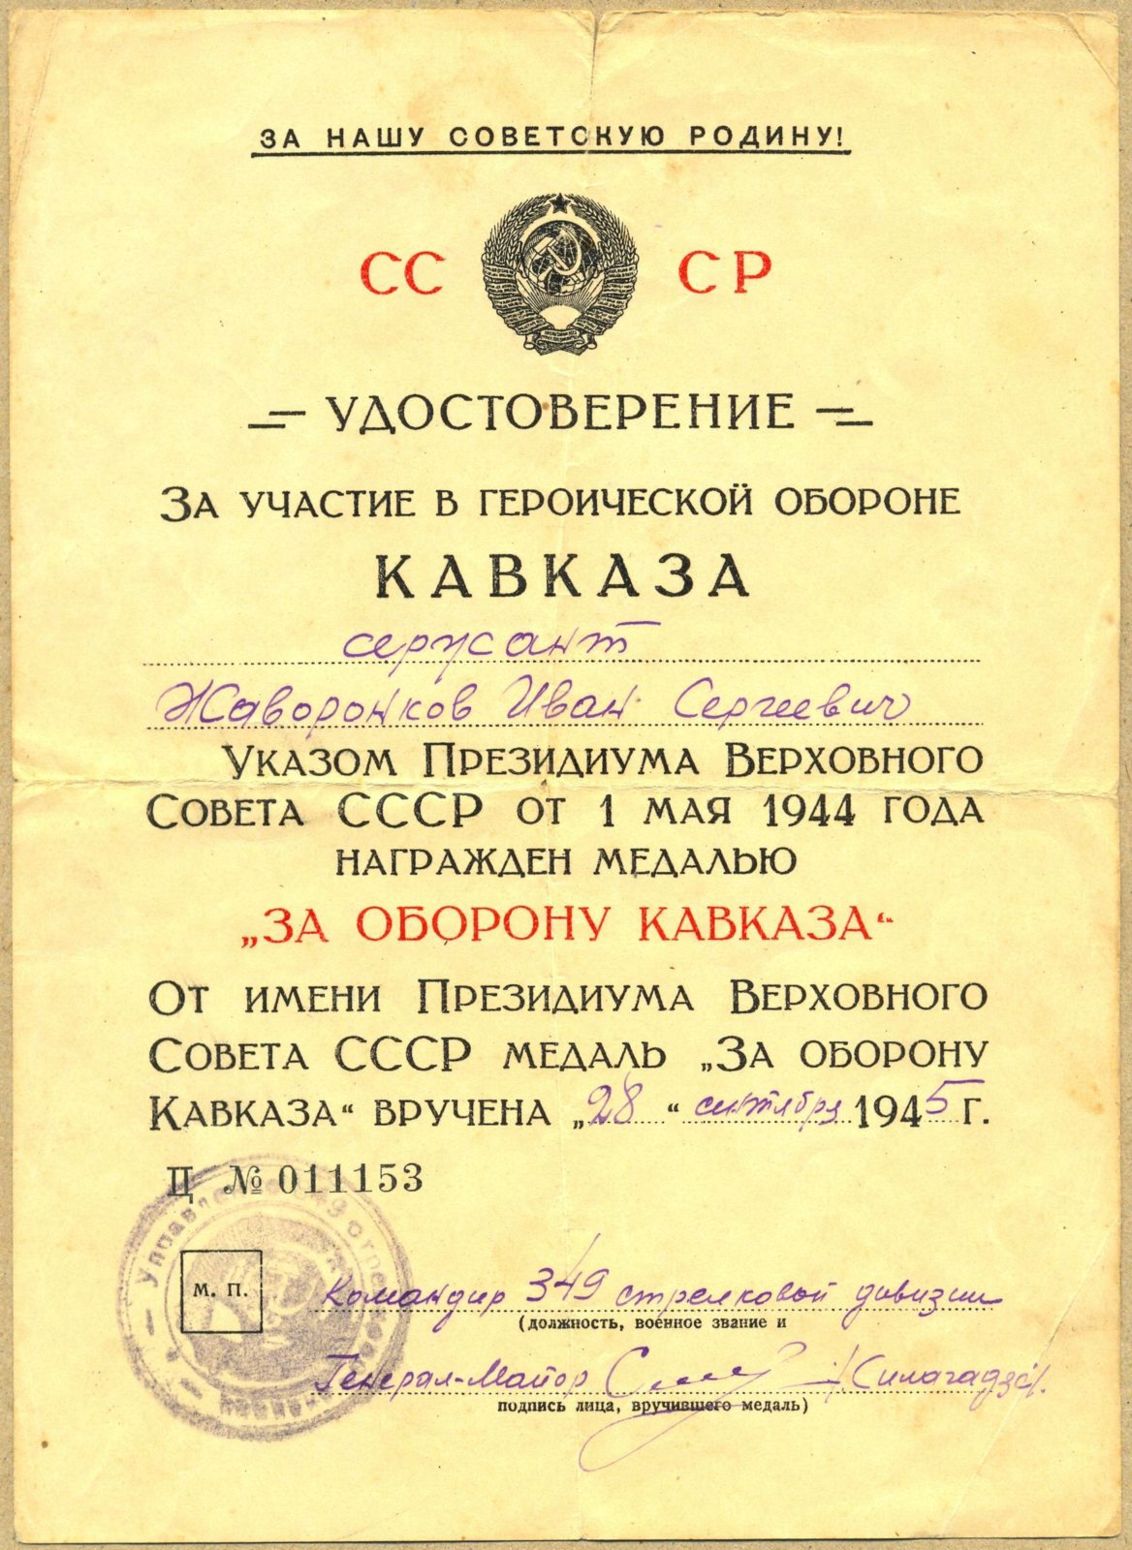 ЗА НАШУ СОВЕТСКУЮ РОДИНУ!
СС СР
УДОСТОВЕРЕНИЕ
ЗА УЧАСТИЕ В ГЕРОИЧЕСКОЙ ОБОРОНЕ
КАВКАЗА
сержант
Жаворонков Иван Сергеевич
УКАЗОМ ПРЕЗИДИУМА ВЕРХОВНОГО
СОВЕТА СССР ОТ 1 МАЯ 1944 ГОДА
НАГРАЖДЕН МЕДАЛЬЮ
„ЗА ОБОРОНУ КАВКАЗА“
ОТ ИМЕНИ ПРЕЗИДИУМА ВЕРХОВНОГО
СОВЕТА СССР МЕДАЛЬ „ЗА ОБОРОНУ
КАВКАЗА“ ВРУЧЕНА „28“ сентября 1945 Г.
Ц № 011153
М. П.
Командир 349 стрелковой дивизии
(должность, военное звание и
Генерал-Майор /Силагадзе/.
подпись лица, вручившего медаль)